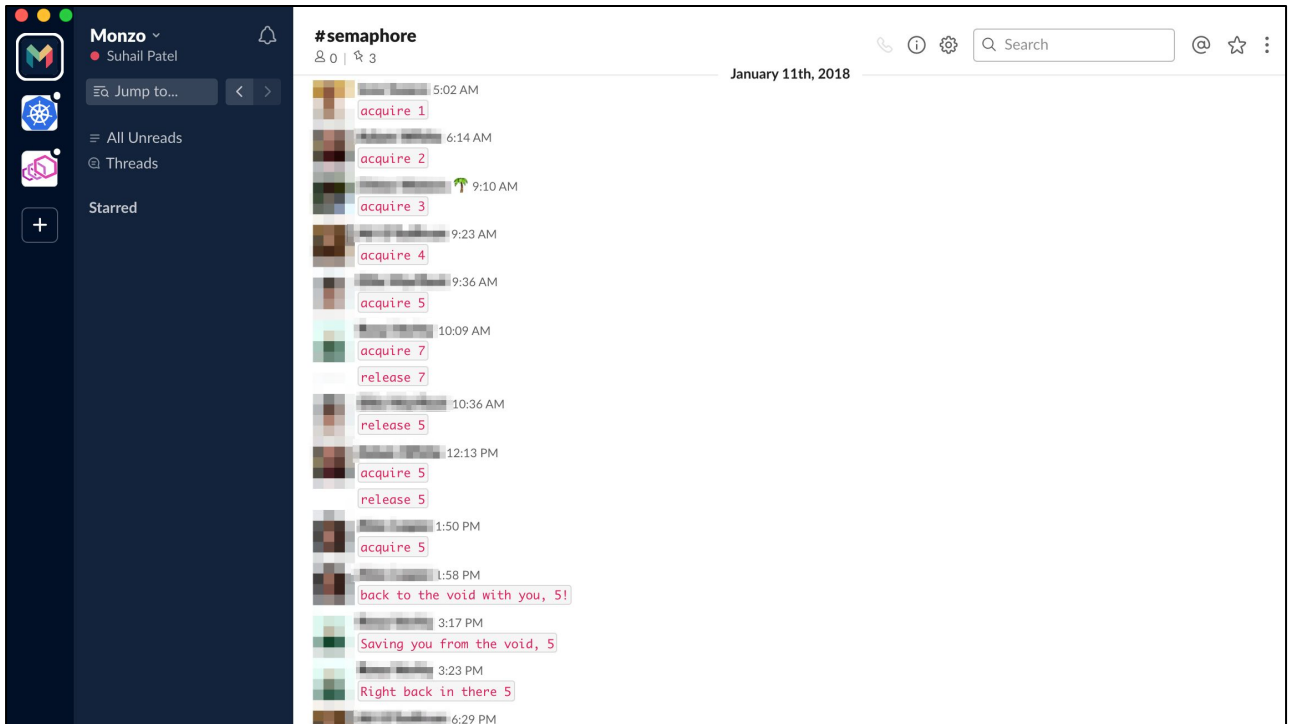 Monzo
Suhail Patel
Jump to...
All Unreads
Threads
Starred
#semaphore
0 | 3
Search
January 11th, 2018
5:02 AM
acquire 1
6:14 AM
acquire 2
9:10 AM
acquire 3
9:23 AM
acquire 4
9:36 AM
acquire 5
10:09 AM
acquire 7
release 7
10:36 AM
release 5
12:13 PM
acquire 5
release 5
1:50 PM
acquire 5
1:58 PM
back to the void with you, 5!
3:17 PM
Saving you from the void, 5
3:23 PM
Right back in there 5
6:29 PM